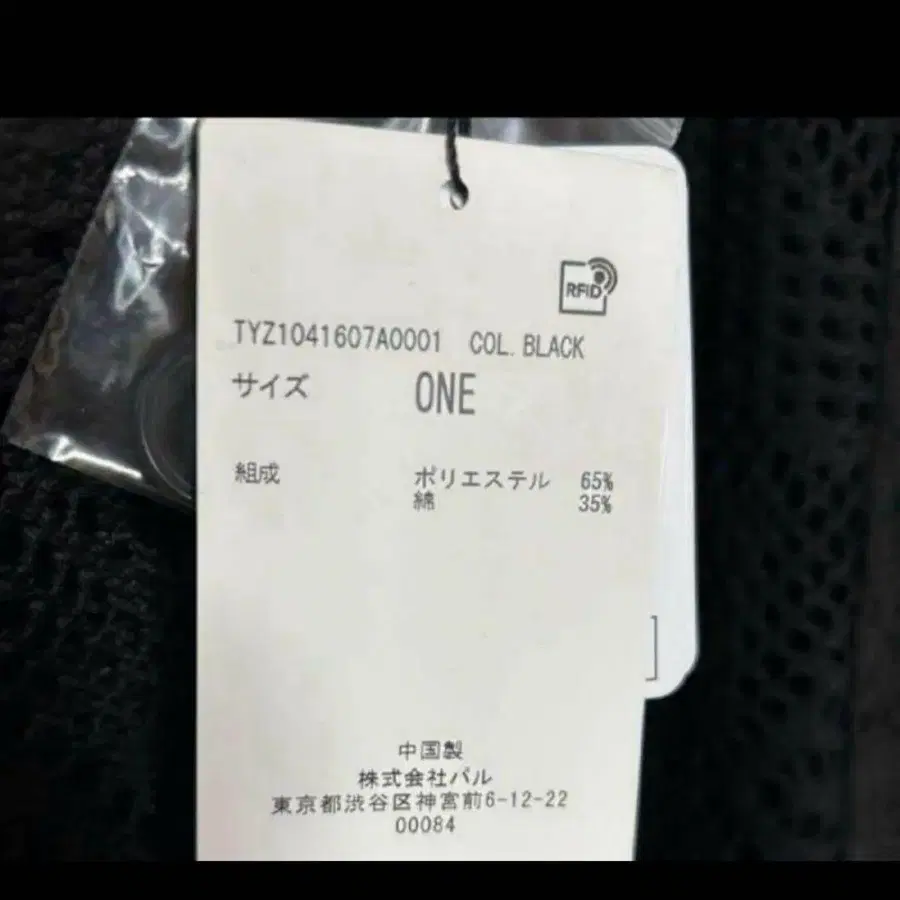 RFID
TYZ1041607A0001 COL. BLACK
サイズ ONE
組成 ポリエステル 65%
綿 35%
中国製
株式会社パル
東京都渋谷区神宮前6-12-22
00084